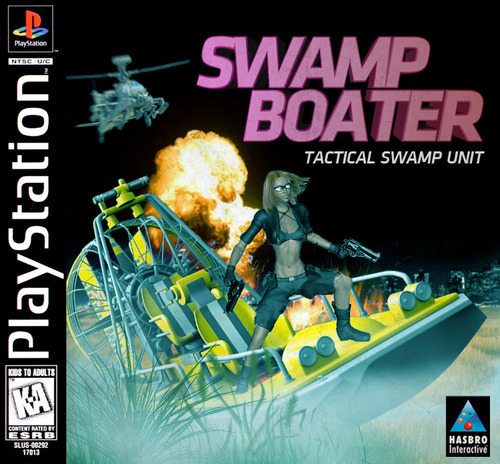 PlayStation
NTSC U/C
PlayStation
SWAMP
BOATER
TACTICAL SWAMP UNIT
KIDS TO ADULTS
K-A
CONTENT RATED BY
ESRB
SLUS-00292
17013
HASBRO
Interactive